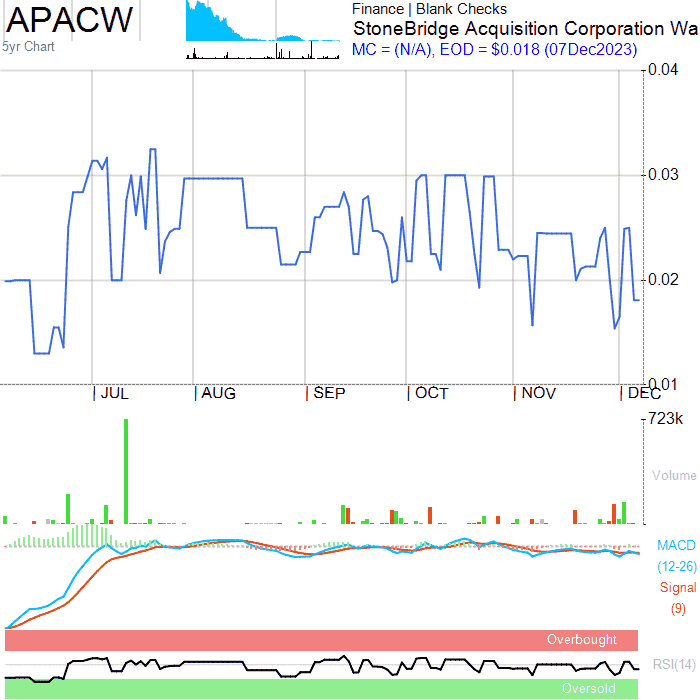 APACW
5yr Chart
Finance | Blank Checks
StoneBridge Acquisition Corporation Wa
MC = (N/A), EOD = $0.018 (07Dec2023)
0.04
0.03
0.02
0.01
JUL AUG SEP OCT NOV DEC
723k
Volume
MACD
(12-26)
Signal
(9)
Overbought
RSI(14)
Oversold